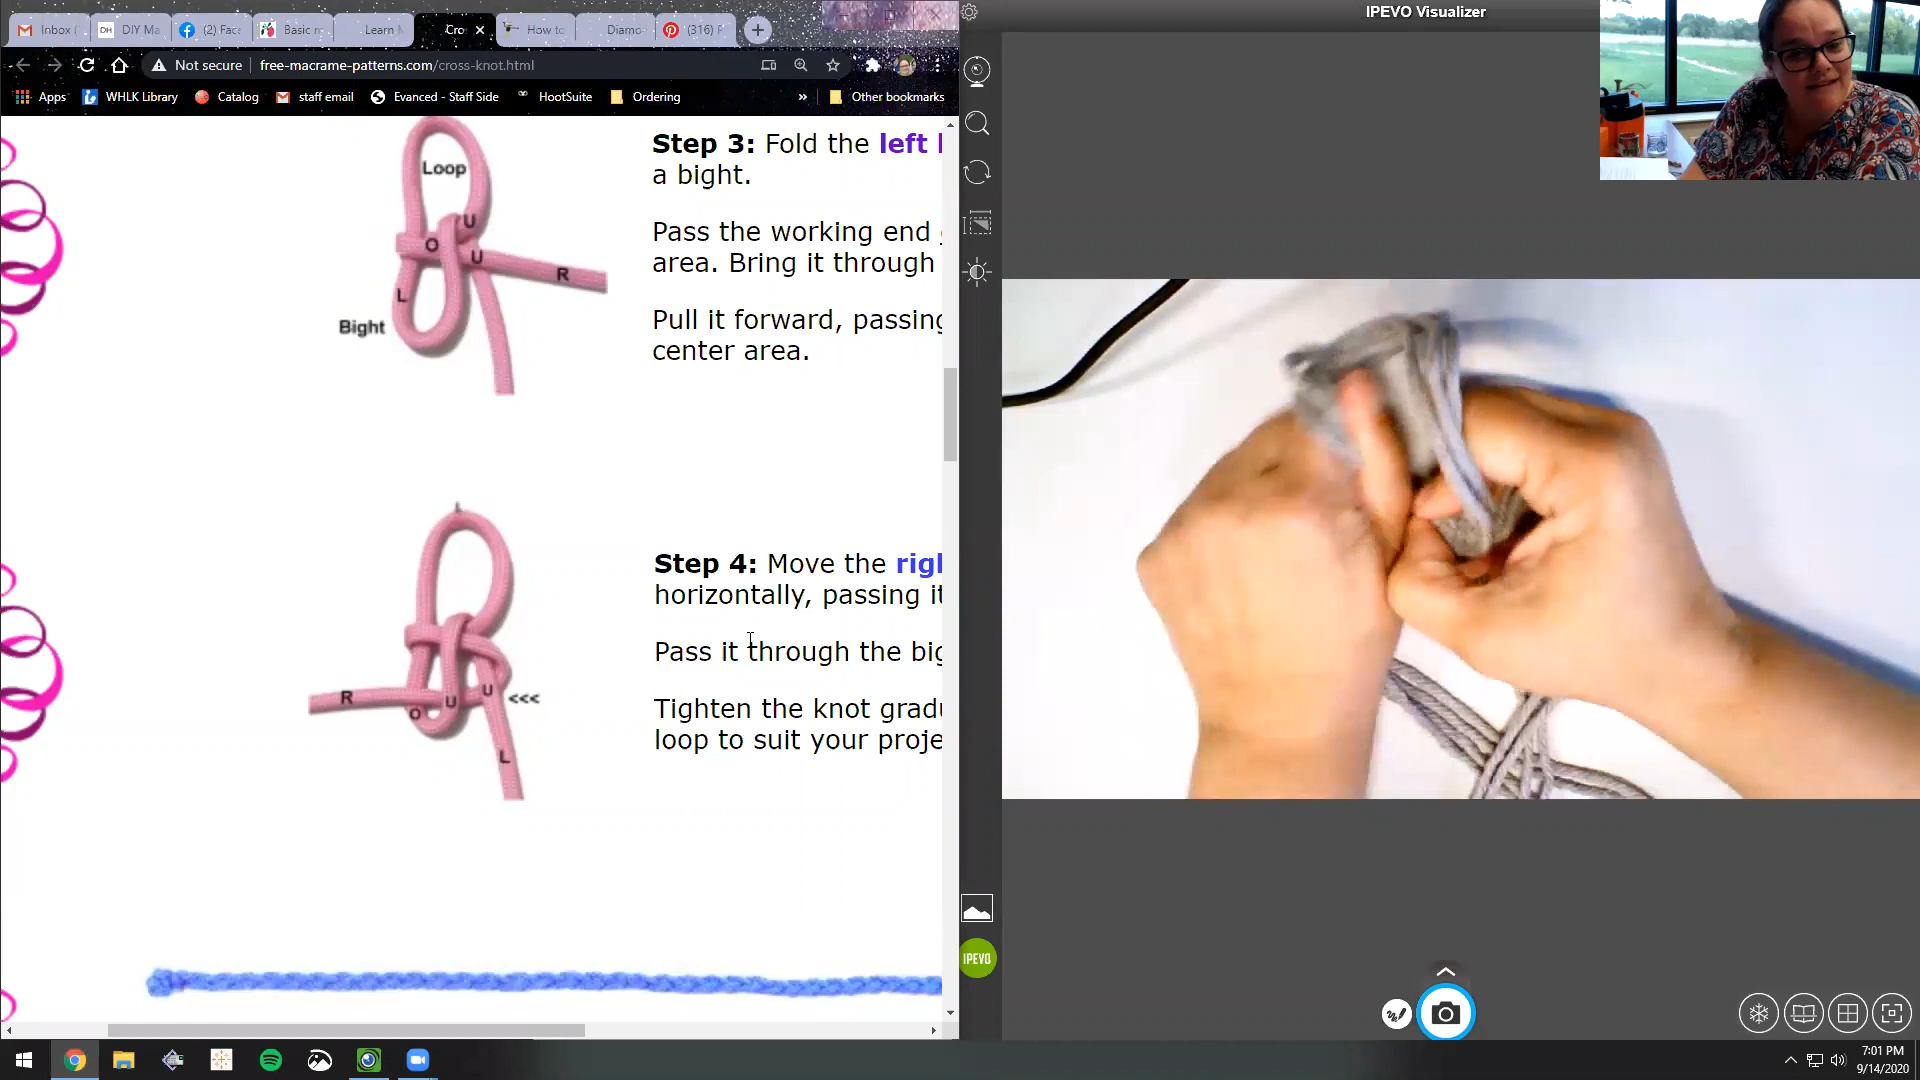 Inbox (
DIY Ma
(2) Face
Basic r
Learn
Cro
How to
Diamo
(316) F
Not secure
free-macrame-patterns.com/cross-knot.html
Apps
WHLK Library
Catalog
staff email
Evanced - Staff Side
HootSuite
Ordering
»
Other bookmarks
IPEVO Visualizer
Loop
U
O
U
R
L
Bight
Step 3: Fold the left
a bight.
Pass the working end
area. Bring it through
Pull it forward, passing
center area.
L
R
O
U
U
<<<
L
Step 4: Move the righ
horizontally, passing it
Pass it through the big
Tighten the knot gradu
loop to suit your proje
IPEVO
7:01 PM
9/14/2020